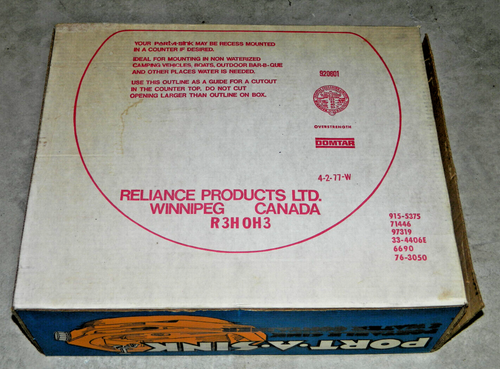 YOUR Port-A-Sink MAY BE RECESS MOUNTED
IN A COUNTER IF DESIRED.
IDEAL FOR MOUNTING IN NON WATERIZED
CAMPING VEHICLES, BOATS, OUTDOOR BAR-B-QUE
AND OTHER PLACES WATER IS NEEDED.
USE THIS OUTLINE AS A GUIDE FOR A CUTOUT
IN THE COUNTER TOP. DO NOT CUT
OPENING LARGER THAN OUTLINE ON BOX.
920601
OVERSTRENGTH
DOMTAR
4-2-77-W
RELIANCE PRODUCTS LTD.
WINNIPEG CANADA
R3H0H3
915-5375
71446
97319
33-4406E
6690
76-3050
PORT-A-SINK